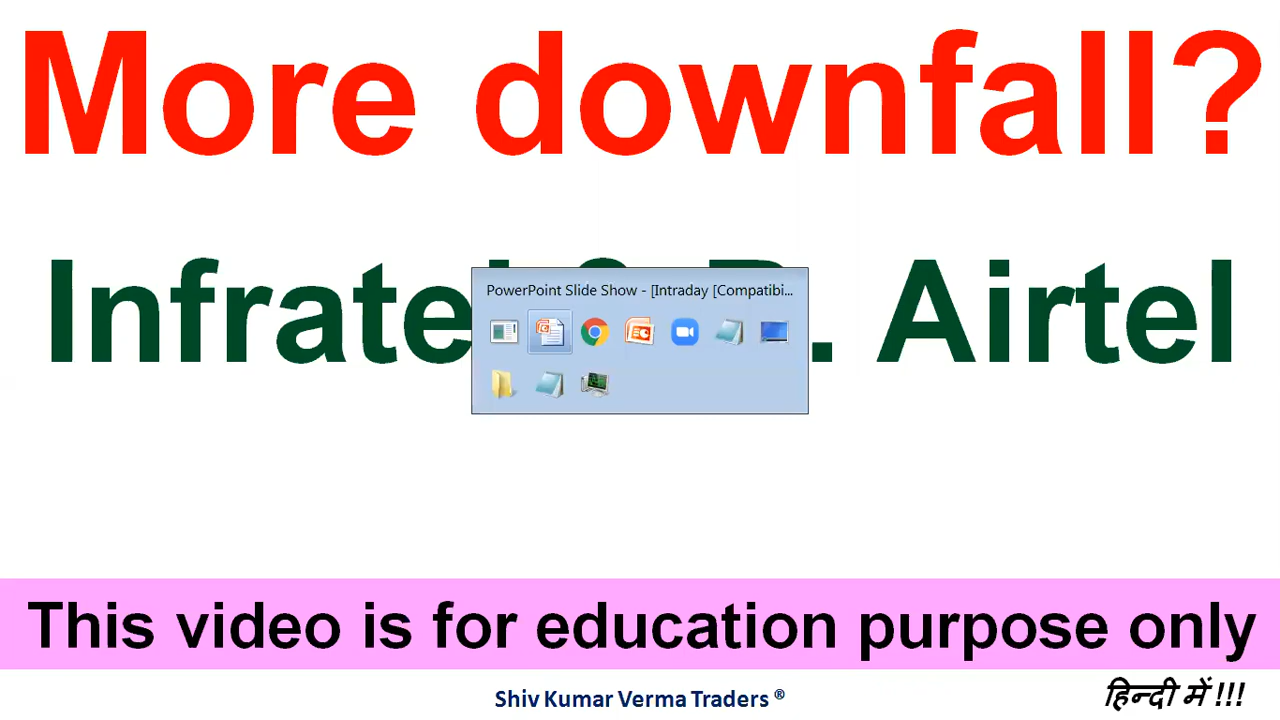 More downfall?
PowerPoint Slide Show - [Intraday [Compatibi...
Airtel
This video is for education purpose only
Shiv Kumar Verma Traders ®
हिन्दी में !!!